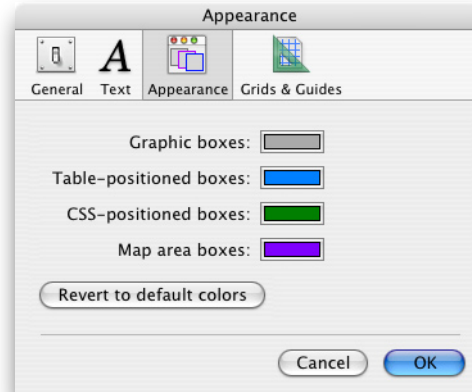 Appearance
General Text Appearance Grids & Guides
Graphic boxes:
Table-positioned boxes:
CSS-positioned boxes:
Map area boxes:
Revert to default colors
Cancel OK